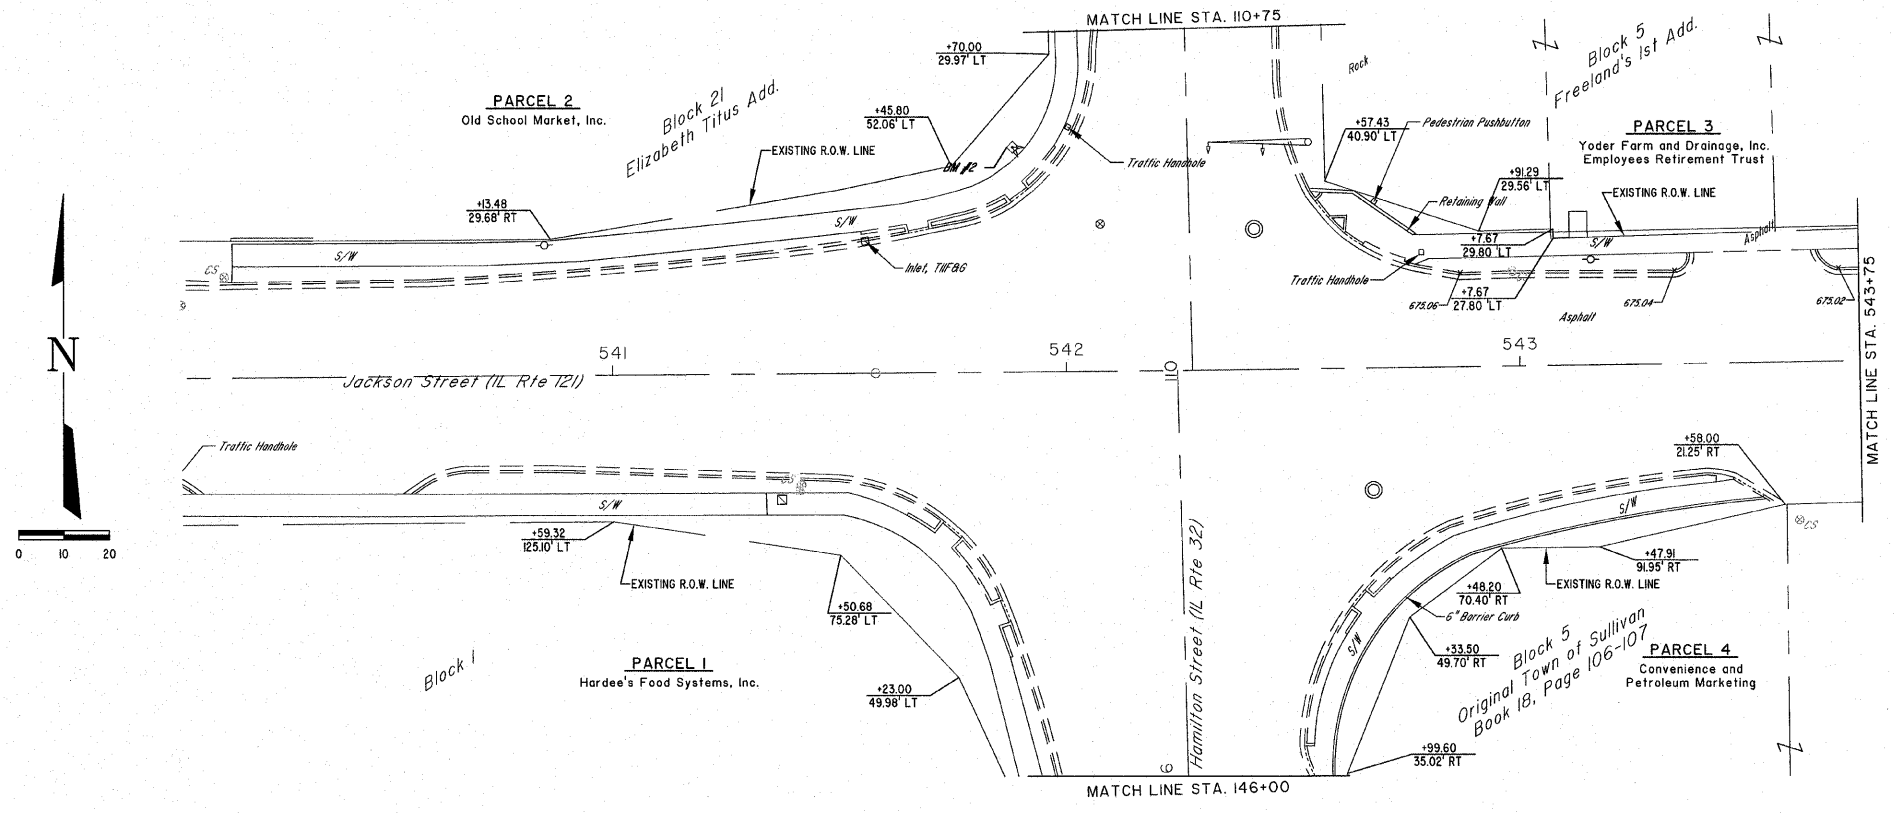 MATCH LINE STA. 110+75
+70.00
29.97' LT
PARCEL 2
Old School Market, Inc.
Block 21
Elizabeth Titus Add.
+45.80
52.06' LT
EXISTING R.O.W. LINE
BM #2
Traffic Handhole
+13.48
29.68' RT
S/W
S/W
CS
Inlet, T11F&G
Rock
Block 5
Freeland's 1st Add.
+57.43
40.90' LT
Pedestrian Pushbutton
PARCEL 3
Yoder Farm and Drainage, Inc.
Employees Retirement Trust
+91.29
29.56' LT
EXISTING R.O.W. LINE
Retaining Wall
+7.67
29.80' LT
S/W
Asphalt
Traffic Handhole
675.06
+7.67
27.80' LT
675.04
675.02
Asphalt
MATCH LINE STA. 543+75
N
541
542
543
110
Jackson Street (IL Rte 121)
0 10 20
Traffic Handhole
S/W
CS
+59.32
125.10' LT
EXISTING R.O.W. LINE
+50.68
75.28' LT
Block 1
PARCEL 1
Hardee's Food Systems, Inc.
+23.00
49.98' LT
Hamilton Street (IL Rte 32)
9
+58.00
21.25' RT
S/W
CS
+47.91
91.95' RT
EXISTING R.O.W. LINE
+48.20
70.40' RT
6" Barrier Curb
S/W
+33.50
49.70' RT
Block 5
Original Town of Sullivan
Book 18, Page 106-107
PARCEL 4
Convenience and
Petroleum Marketing
+99.60
35.02' RT
MATCH LINE STA. 146+00